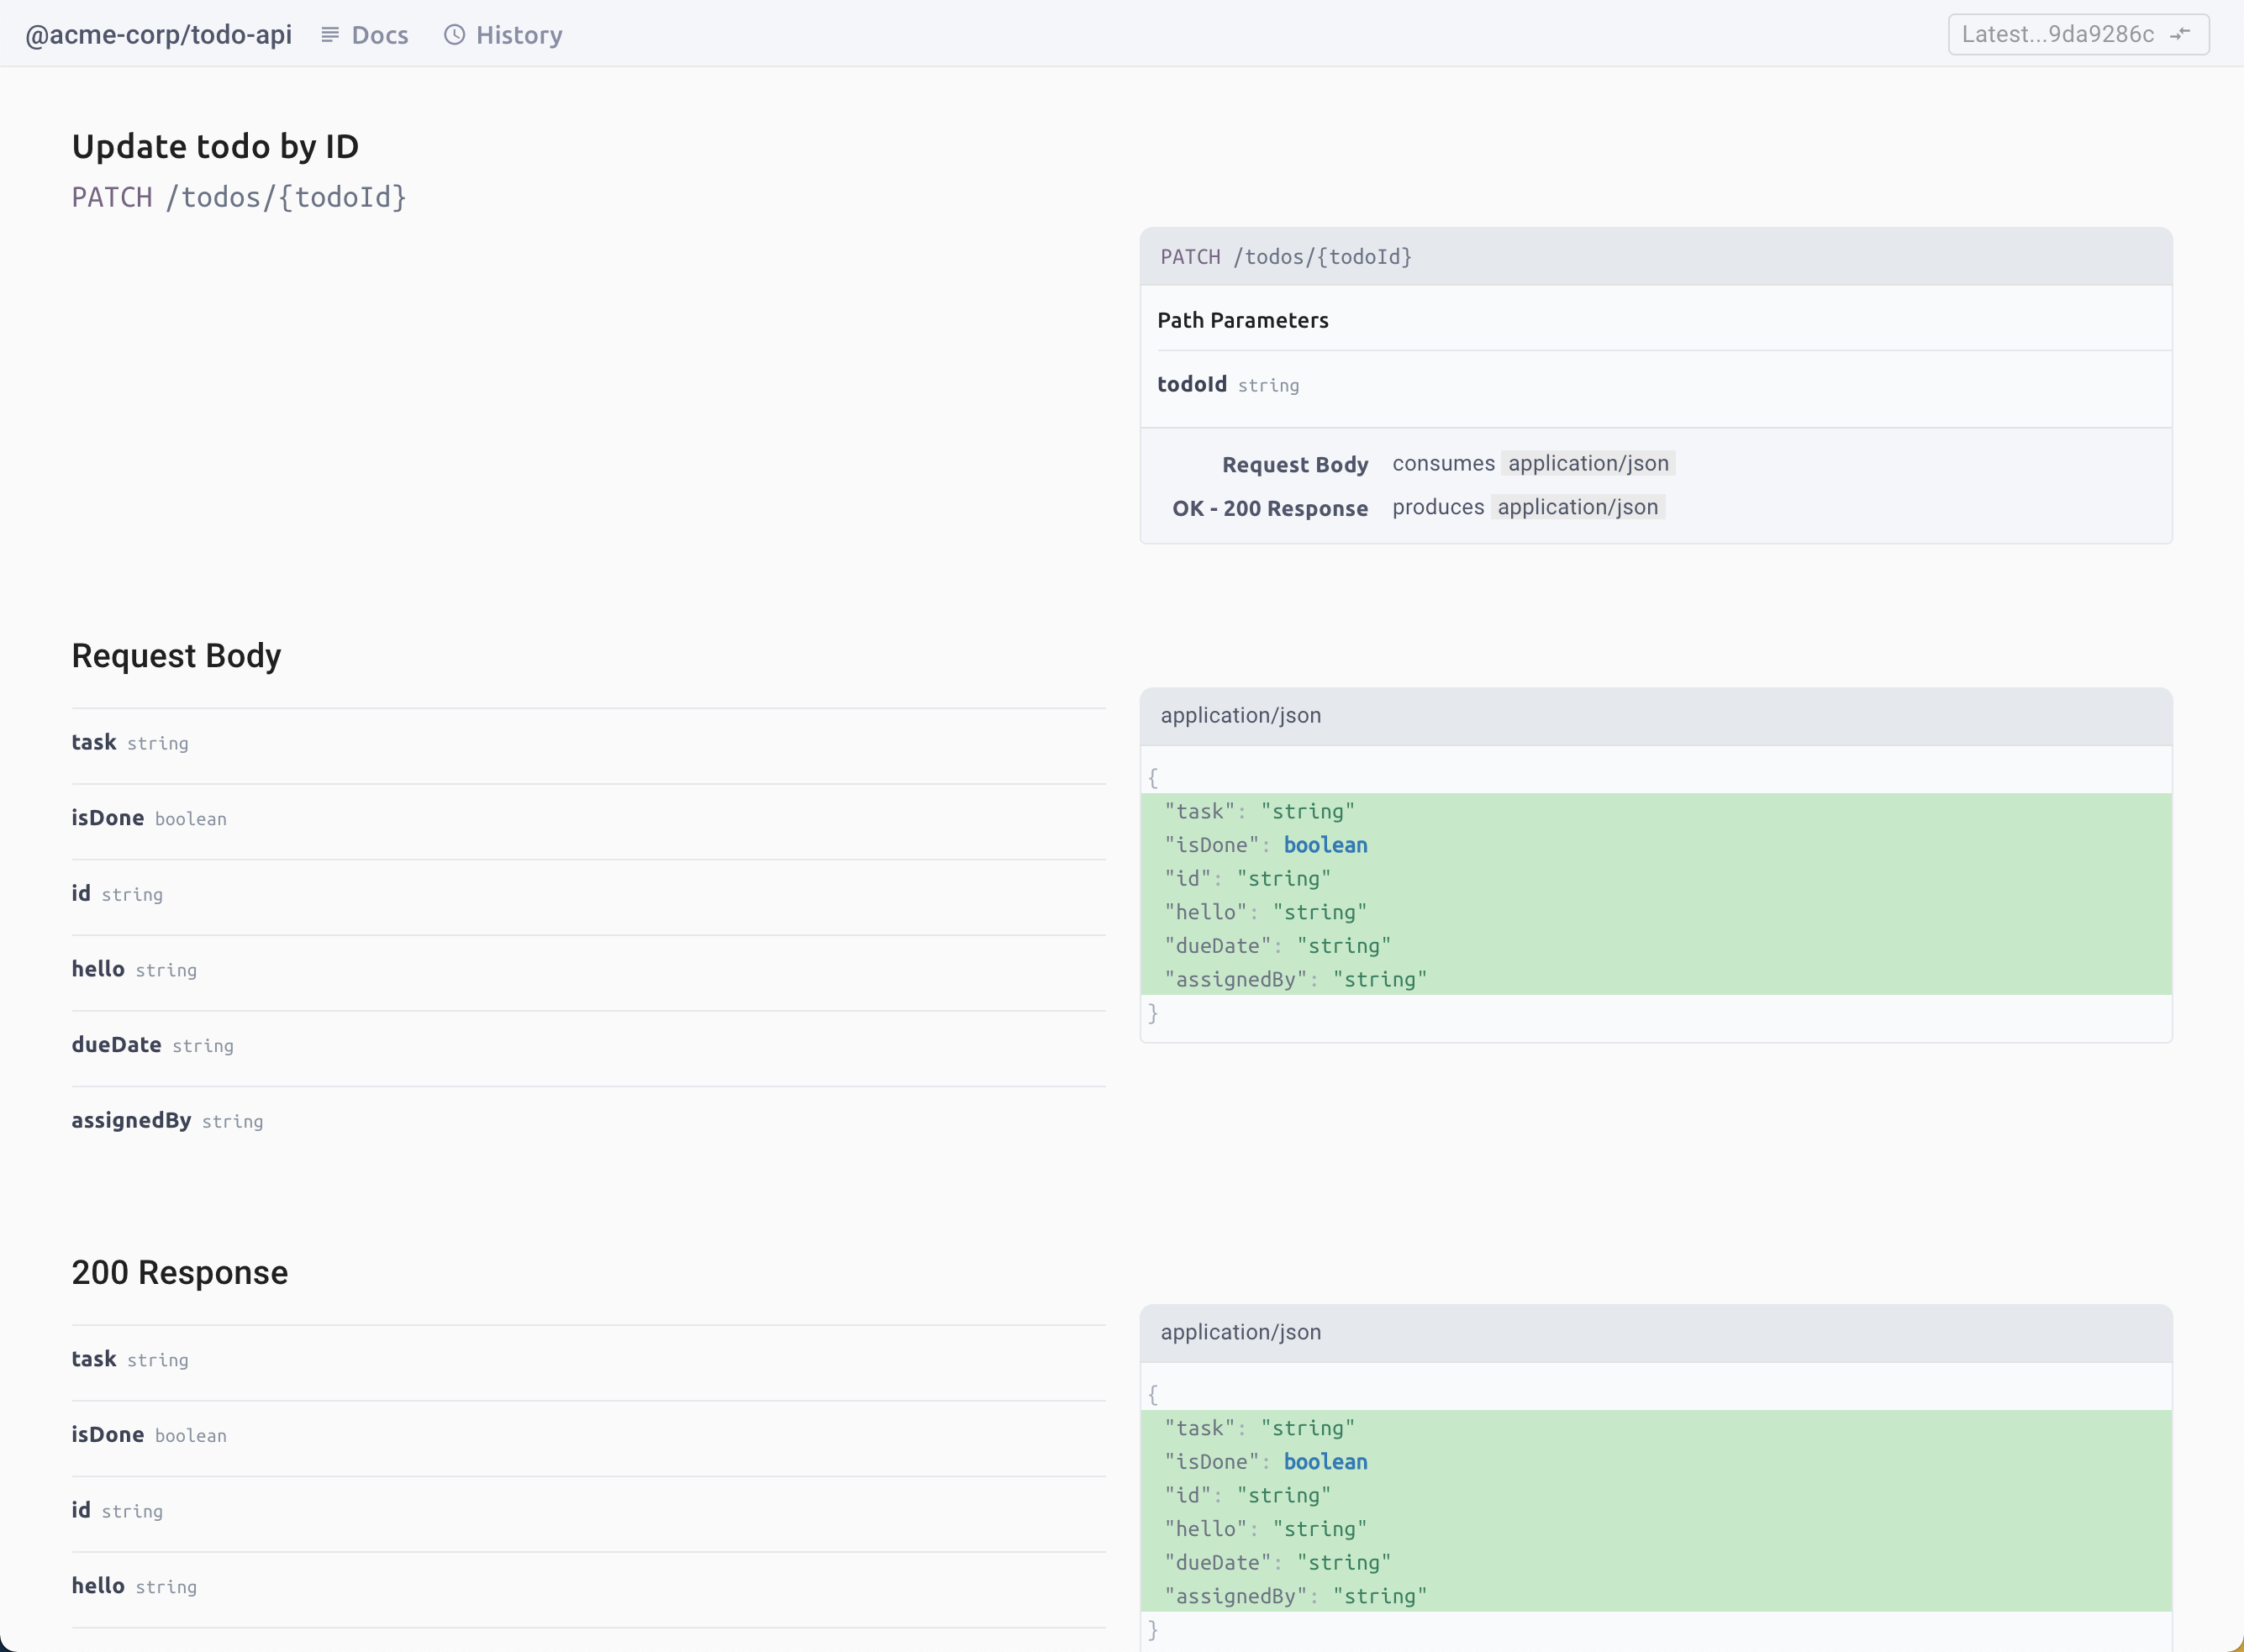 @acme-corp/todo-api Docs History Latest...9da9286c
Update todo by ID
PATCH /todos/{todoId}
PATCH /todos/{todoId}
Path Parameters
todoId string
Request Body consumes application/json
OK - 200 Response produces application/json
Request Body
task string
isDone boolean
id string
hello string
dueDate string
assignedBy string
application/json
{
"task": "string"
"isDone": boolean
"id": "string"
"hello": "string"
"dueDate": "string"
"assignedBy": "string"
}
200 Response
task string
isDone boolean
id string
hello string
application/json
{
"task": "string"
"isDone": boolean
"id": "string"
"hello": "string"
"dueDate": "string"
"assignedBy": "string"
}